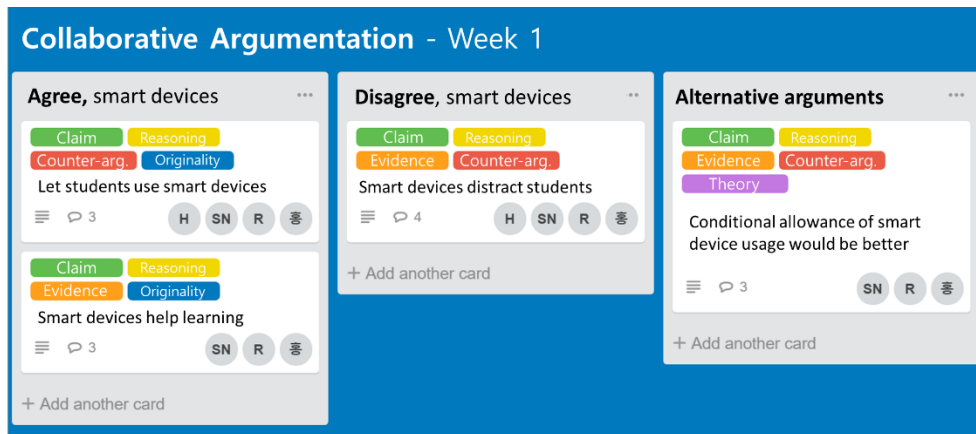 Collaborative Argumentation - Week 1
Agree, smart devices
Claim Reasoning
Counter-arg. Originality
Let students use smart devices
3 H SN R 홍
Claim Reasoning
Evidence Originality
Smart devices help learning
3 SN R 홍
+ Add another card
Disagree, smart devices
Claim Reasoning
Evidence Counter-arg.
Smart devices distract students
4 H SN R 홍
+ Add another card
Alternative arguments
Claim Reasoning
Evidence Counter-arg.
Theory
Conditional allowance of smart
device usage would be better
3 SN R 홍
+ Add another card